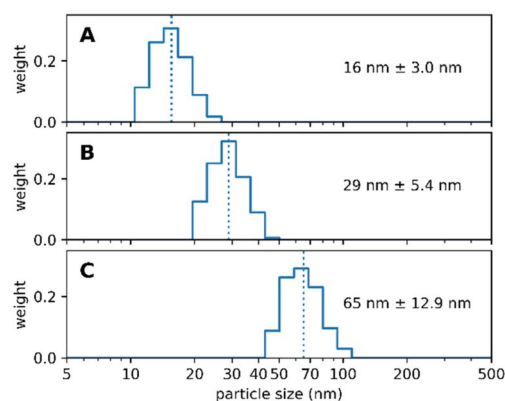 A
16 nm ± 3.0 nm
weight
0.2
0.0
B
29 nm ± 5.4 nm
weight
0.2
0.0
C
65 nm ± 12.9 nm
weight
0.2
0.0
5 10 20 30 40 50 70 100 200 500
particle size (nm)